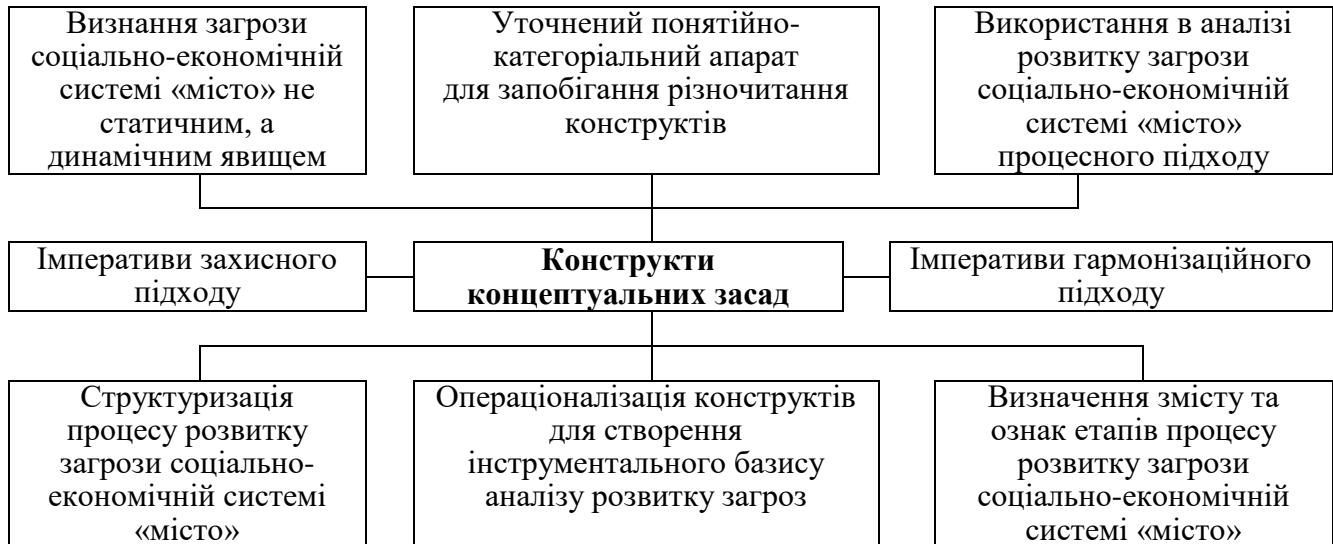 Визнання загрози
соціально-економічній
системі «місто» не
статичним, а
динамічним явищем
Уточнений понятійно-
категоріальний апарат
для запобігання різночитання
конструктів
Використання в аналізі
розвитку загрози
соціально-економічній
системі «місто»
процесного підходу
Імперативи захисного
підходу
Конструкти
концептуальних засад
Імперативи гармонізаційного
підходу
Структуризація
процесу розвитку
загрози соціально-
економічній системі
«місто»
Операціоналізація конструктів
для створення
інструментального базису
аналізу розвитку загроз
Визначення змісту та
ознак етапів процесу
розвитку загрози
соціально-економічній
системі «місто»